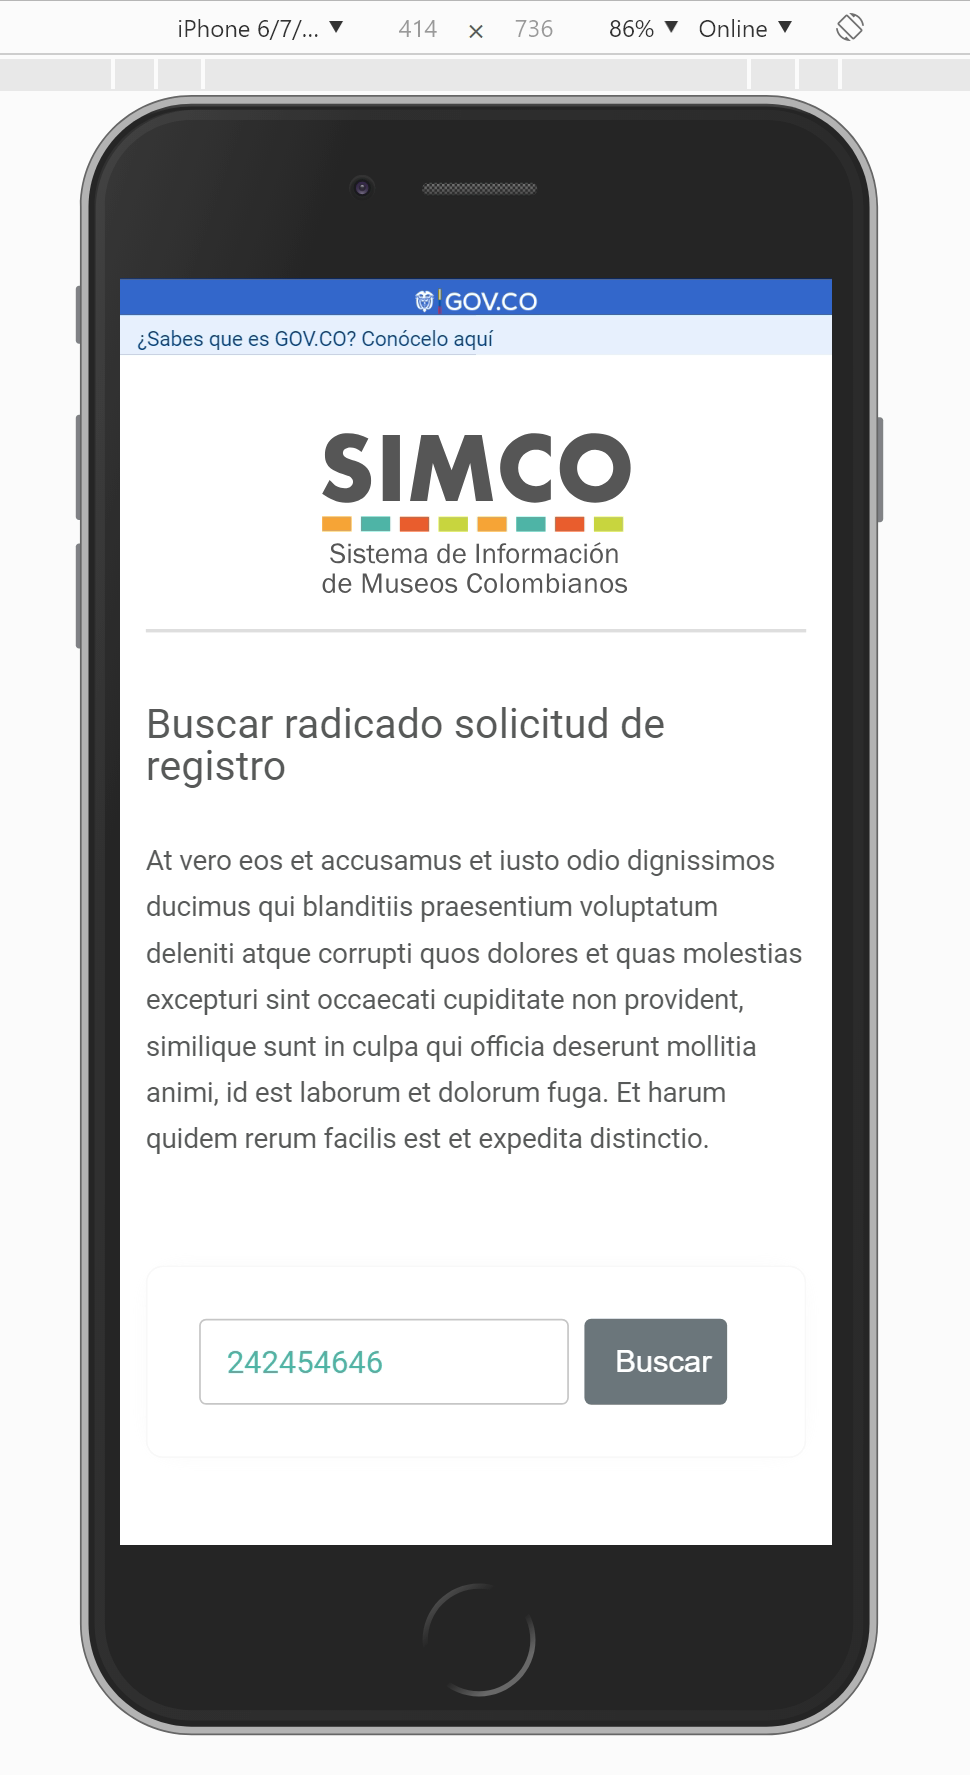 iPhone 6/7/... ▼ 414 × 736 86% ▼ Online ▼
GOV.CO
¿Sabes que es GOV.CO? Conócelo aquí
SIMCO
Sistema de Información
de Museos Colombianos
Buscar radicado solicitud de
registro
At vero eos et accusamus et iusto odio dignissimos
ducimus qui blanditiis praesentium voluptatum
deleniti atque corrupti quos dolores et quas molestias
excepturi sint occaecati cupiditate non provident,
similique sunt in culpa qui officia deserunt mollitia
animi, id est laborum et dolorum fuga. Et harum
quidem rerum facilis est et expedita distinctio.
242454646 Buscar